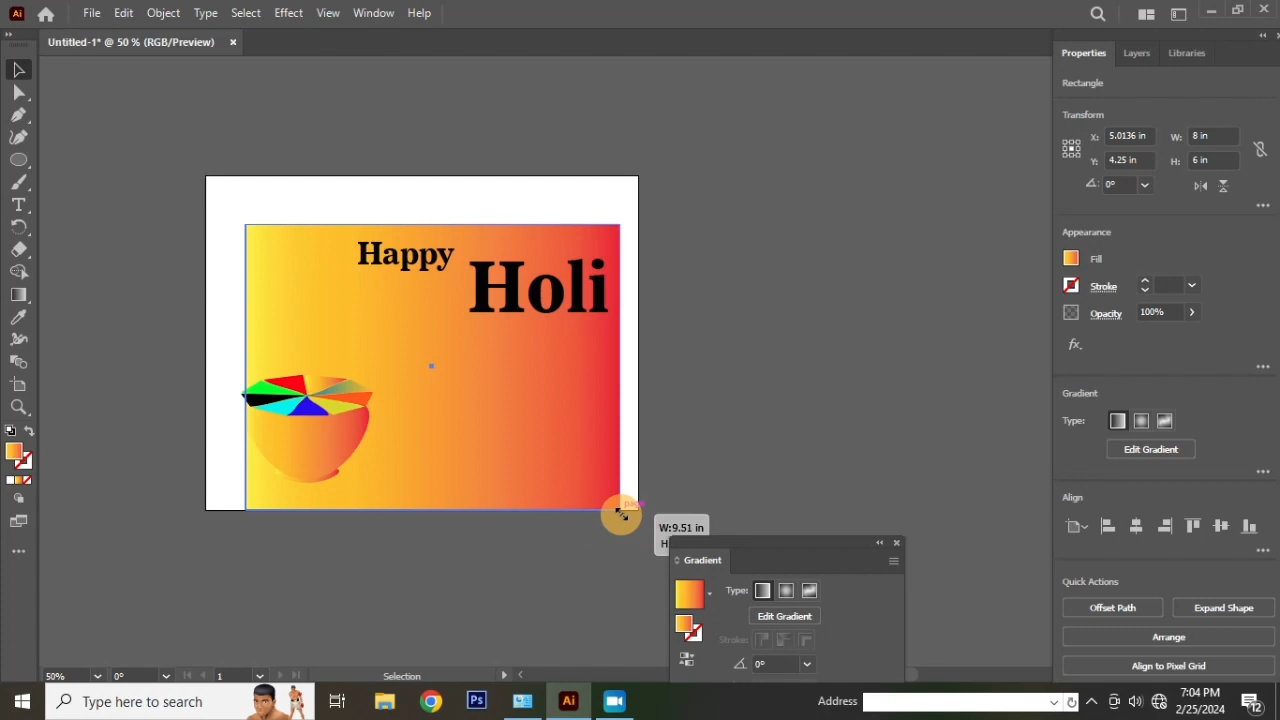 Ai File Edit Object Type Select Effect View Window Help
Untitled-1* @ 50 % (RGB/Preview)
Properties Layers Libraries
Rectangle
Transform
X: 5.0136 in W: 8 in
Y: 4.25 in H: 6 in
0°
Appearance
Fill
Stroke
Opacity 100%
fx.
Gradient
Type:
Edit Gradient
Align
Quick Actions
Offset Path Expand Shape
Arrange
Align to Pixel Grid
Happy
Holi
W:9.51 in
H
Gradient
Type:
Edit Gradient
Stroke:
0°
50% 0° 1 Selection
Type here to search Ps Ai Address 7:04 PM
2/25/2024 12